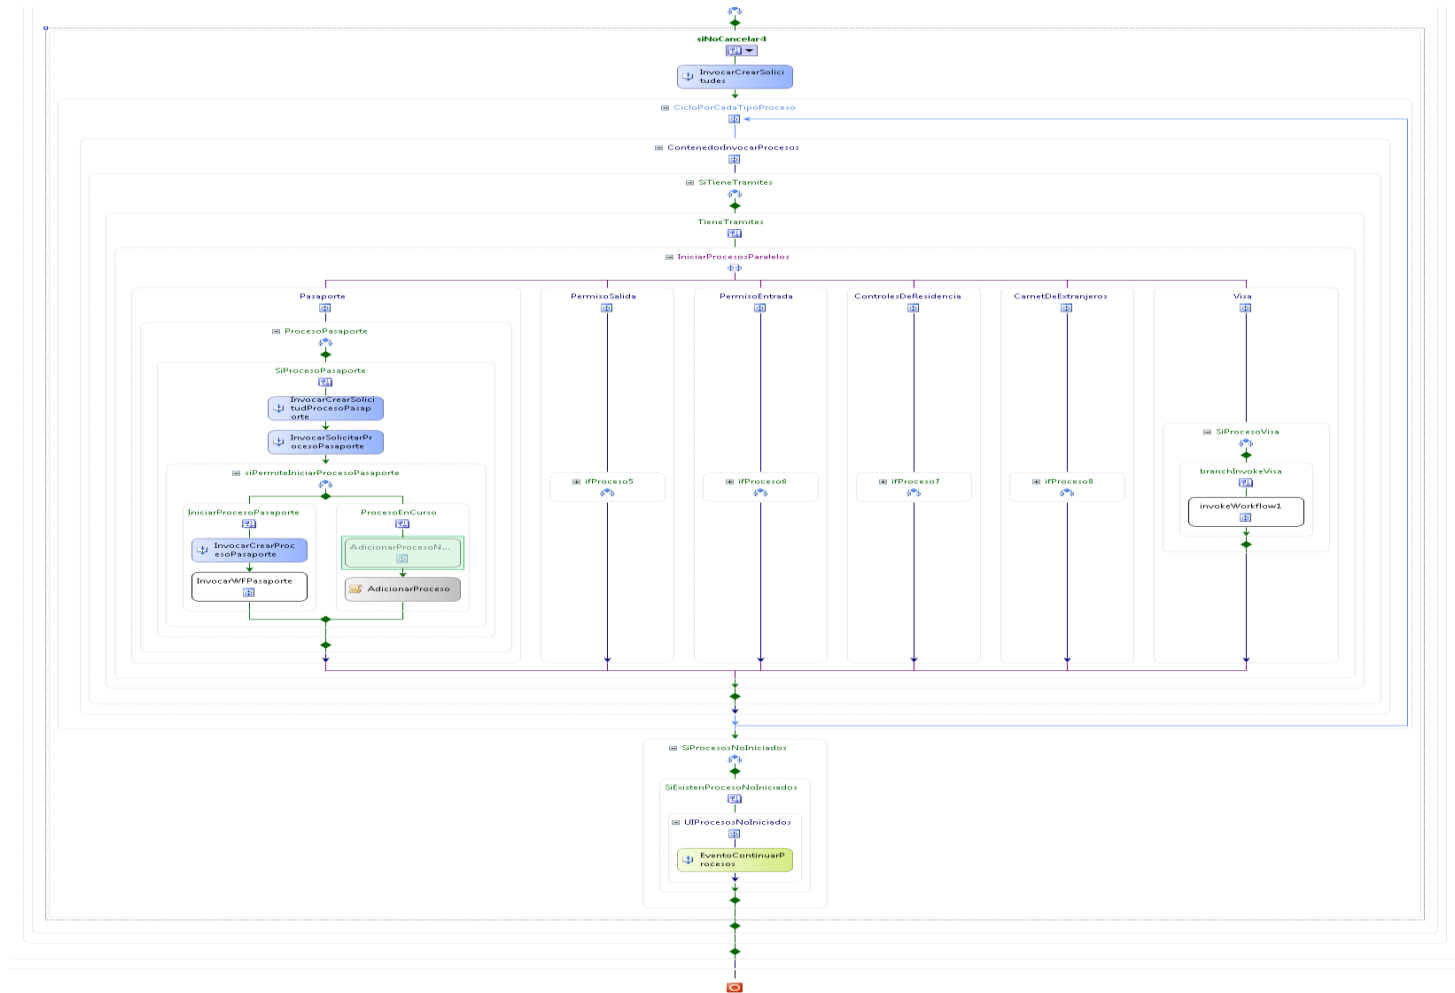 siNoCancelar4
InvocarCrearSolici
tudes
CicloPorCadaTipoProceso
ContenedorInvocarProcesos
SiTieneTramites
TieneTramites
IniciarProcesosParalelos
Pasaporte
PermisoSalida
PermisoEntrada
ControlesDeResidencia
CarnetDeExtranjeros
Visa
ProcesoPasaporte
SiProcesoPasaporte
InvocarCrearSolici
tudProcesoPasap
orte
InvocarSolicitarPr
ocesoPasaporte
siPermiteIniciarProcesoPasaporte
IniciarProcesoPasaporte
InvocarCrearProc
esoPasaporte
InvocarWFPasaporte
ProcesoEnCurso
AdicionarProcesoN...
AdicionarProceso
ifProceso5
ifProceso6
ifProceso7
ifProceso8
SiProcesoVisa
branchInvokeVisa
invokeWorkflow1
SiProcesosNoIniciados
SiExistenProcesoNoIniciados
UIProcesosNoIniciados
EventoContinuarP
rocesos